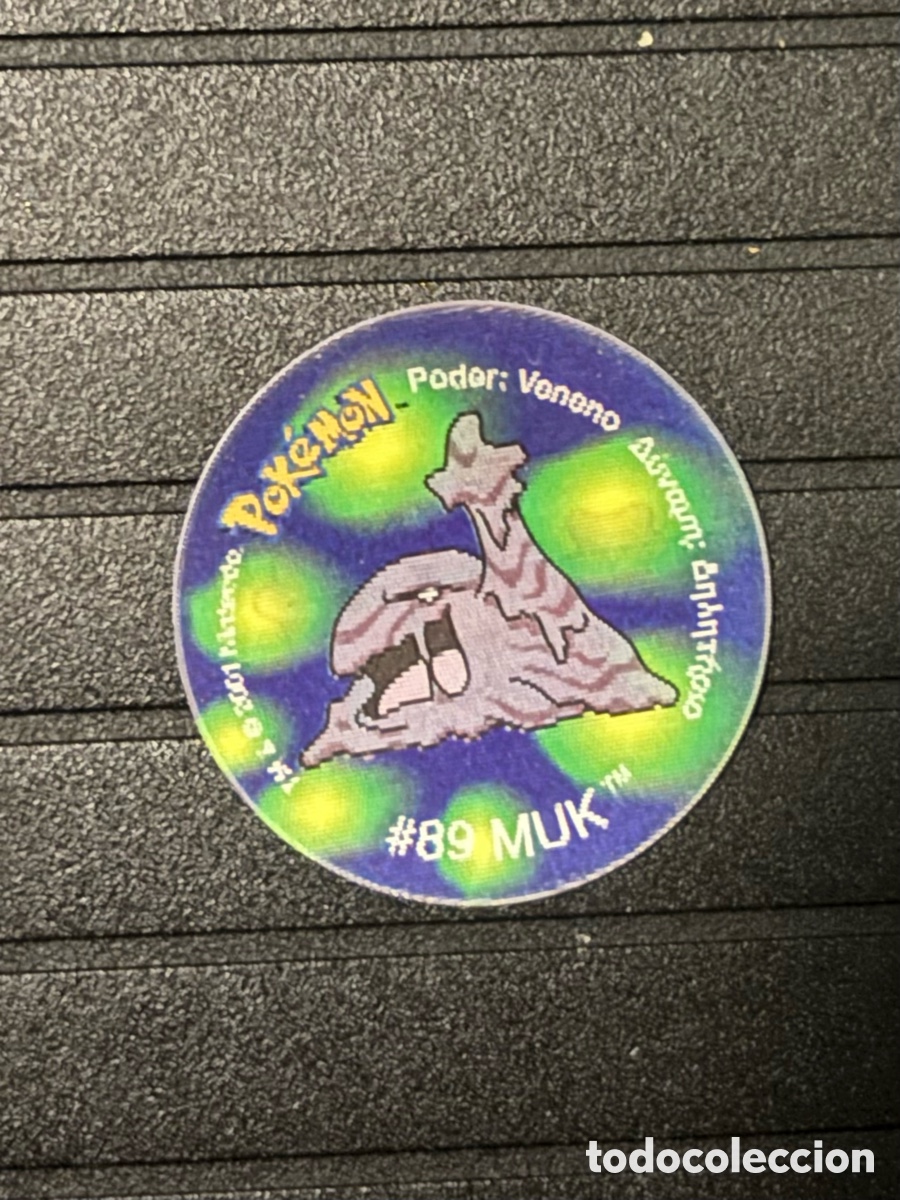 POKéMON
Poder: Veneno
Δύναμη: Δηλητήριο
TM & © 2001 Nintendo.
#89 MUK™
todocoleccion